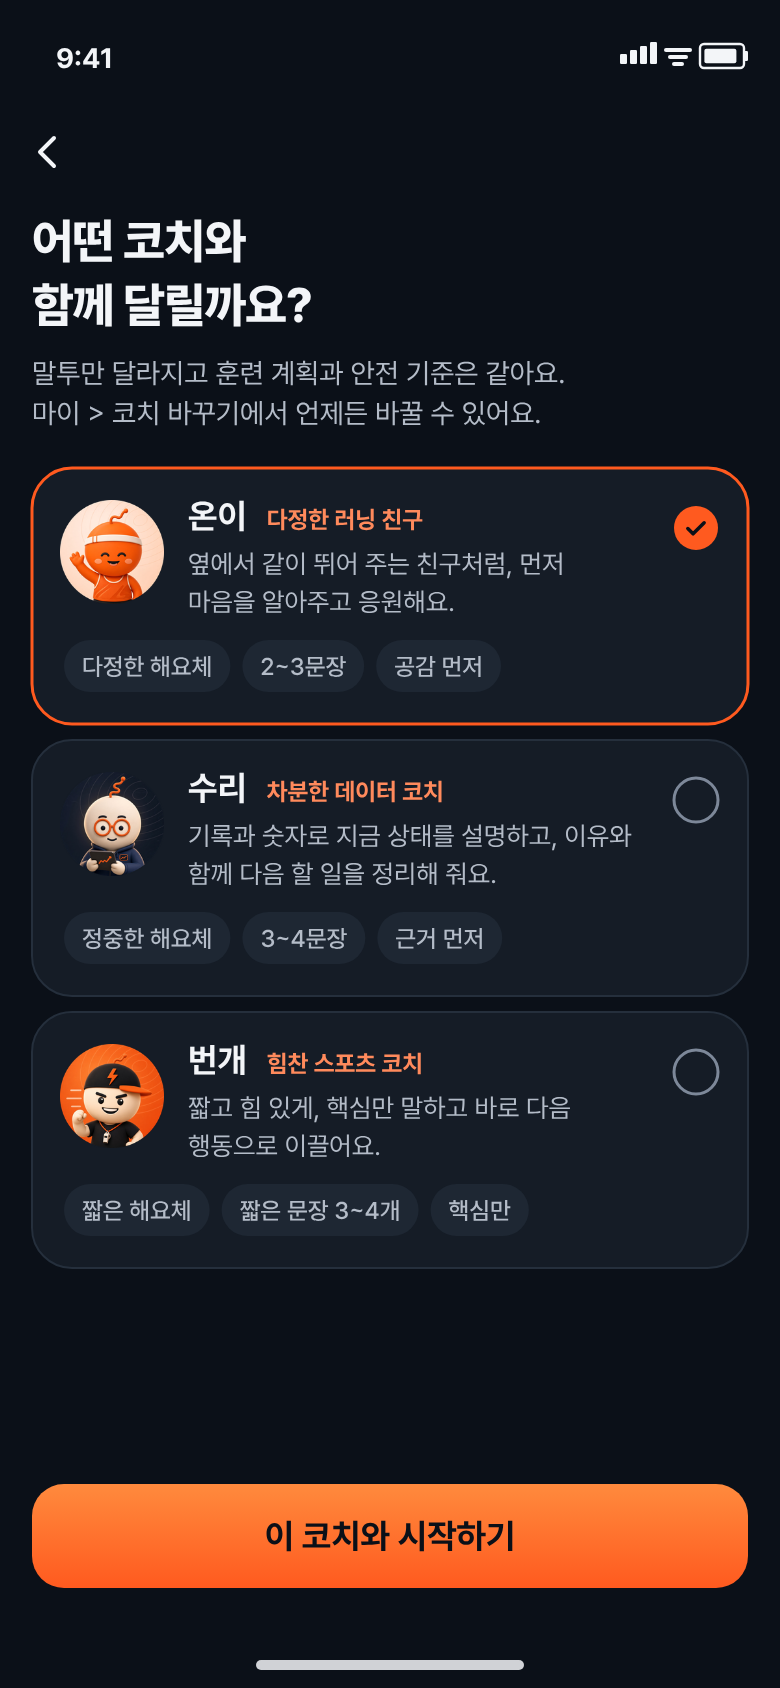 9:41
어떤 코치와
함께 달릴까요?
말투만 달라지고 훈련 계획과 안전 기준은 같아요.
마이 > 코치 바꾸기에서 언제든 바꿀 수 있어요.
온이 다정한 러닝 친구
옆에서 같이 뛰어 주는 친구처럼, 먼저
마음을 알아주고 응원해요.
다정한 해요체 2~3문장 공감 먼저
수리 차분한 데이터 코치
기록과 숫자로 지금 상태를 설명하고, 이유와
함께 다음 할 일을 정리해 줘요.
정중한 해요체 3~4문장 근거 먼저
번개 힘찬 스포츠 코치
짧고 힘 있게, 핵심만 말하고 바로 다음
행동으로 이끌어요.
짧은 해요체 짧은 문장 3~4개 핵심만
이 코치와 시작하기